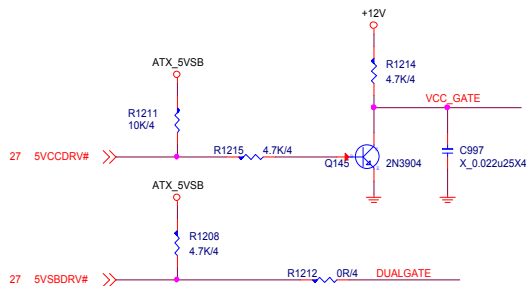 +12V
ATX_5VSB
R1214
4.7K/4
R1211
10K/4
VCC_GATE
27 5VCCDRV#
R1215 4.7K/4
Q145
2N3904
C997
X_0.022u25X4
ATX_5VSB
R1208
4.7K/4
27 5VSBDRV#
R1212 0R/4
DUALGATE